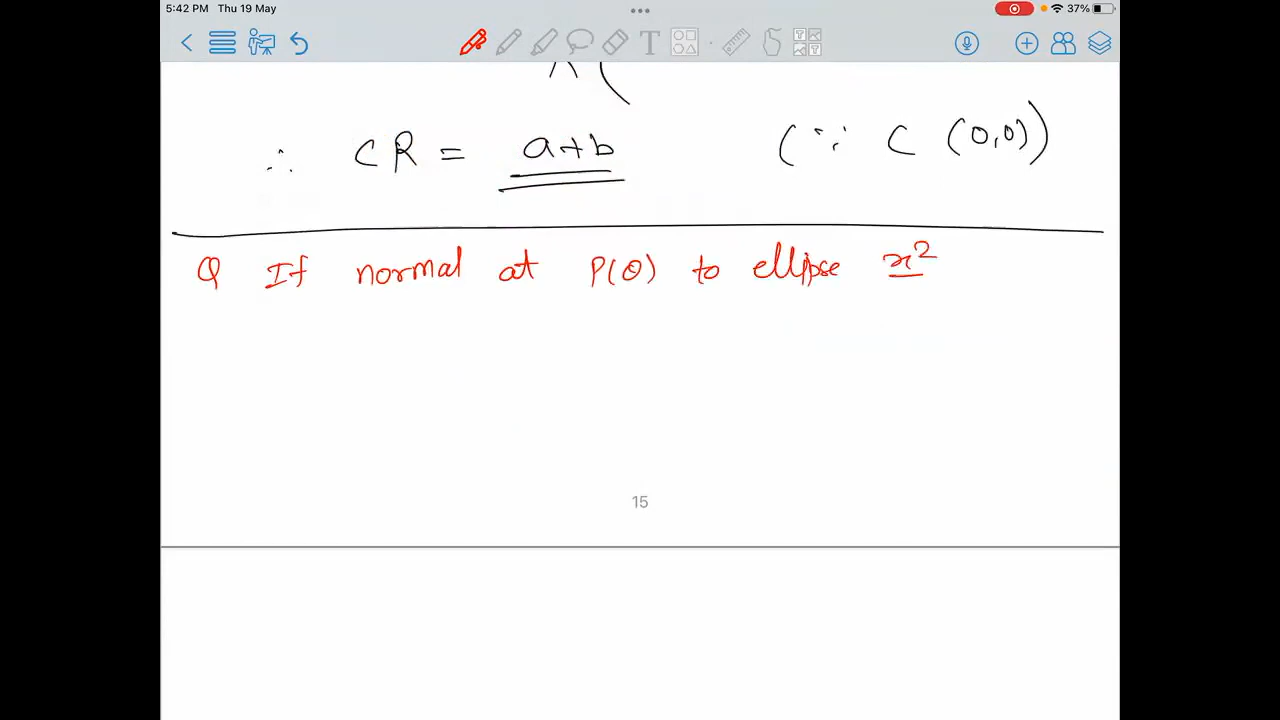 5:42 PM Thu 19 May
37%
∴ CR = a+b (∵ C (0,0))
Q If normal at P(θ) to ellipse x²
15